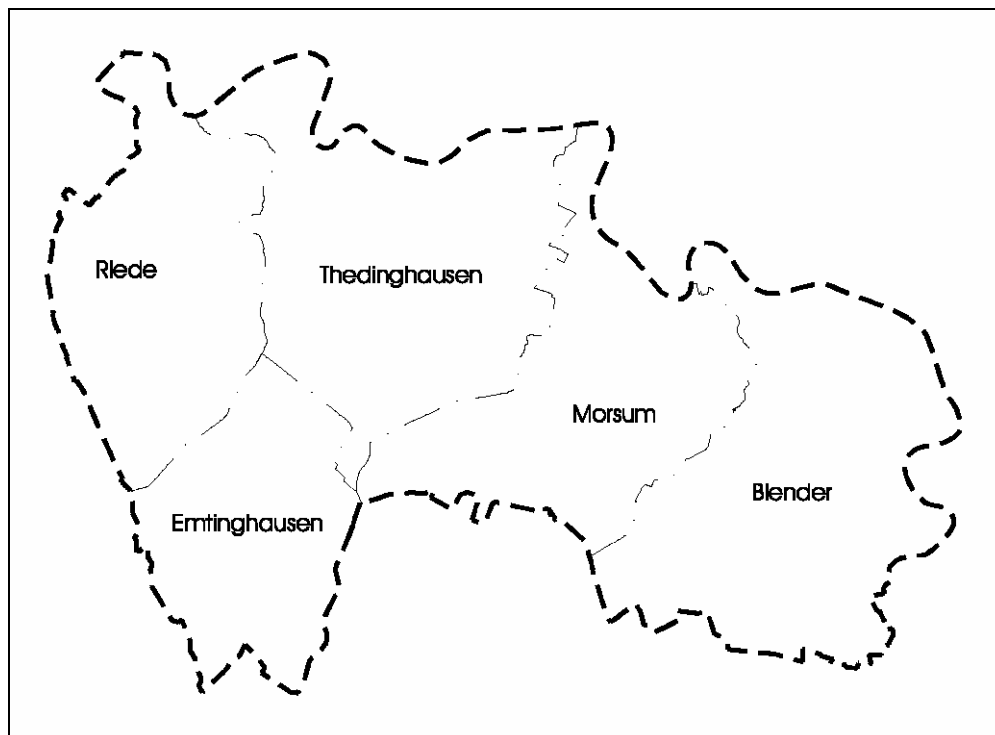 Riede
Thedinghausen
Morsum
Blender
Emtinghausen